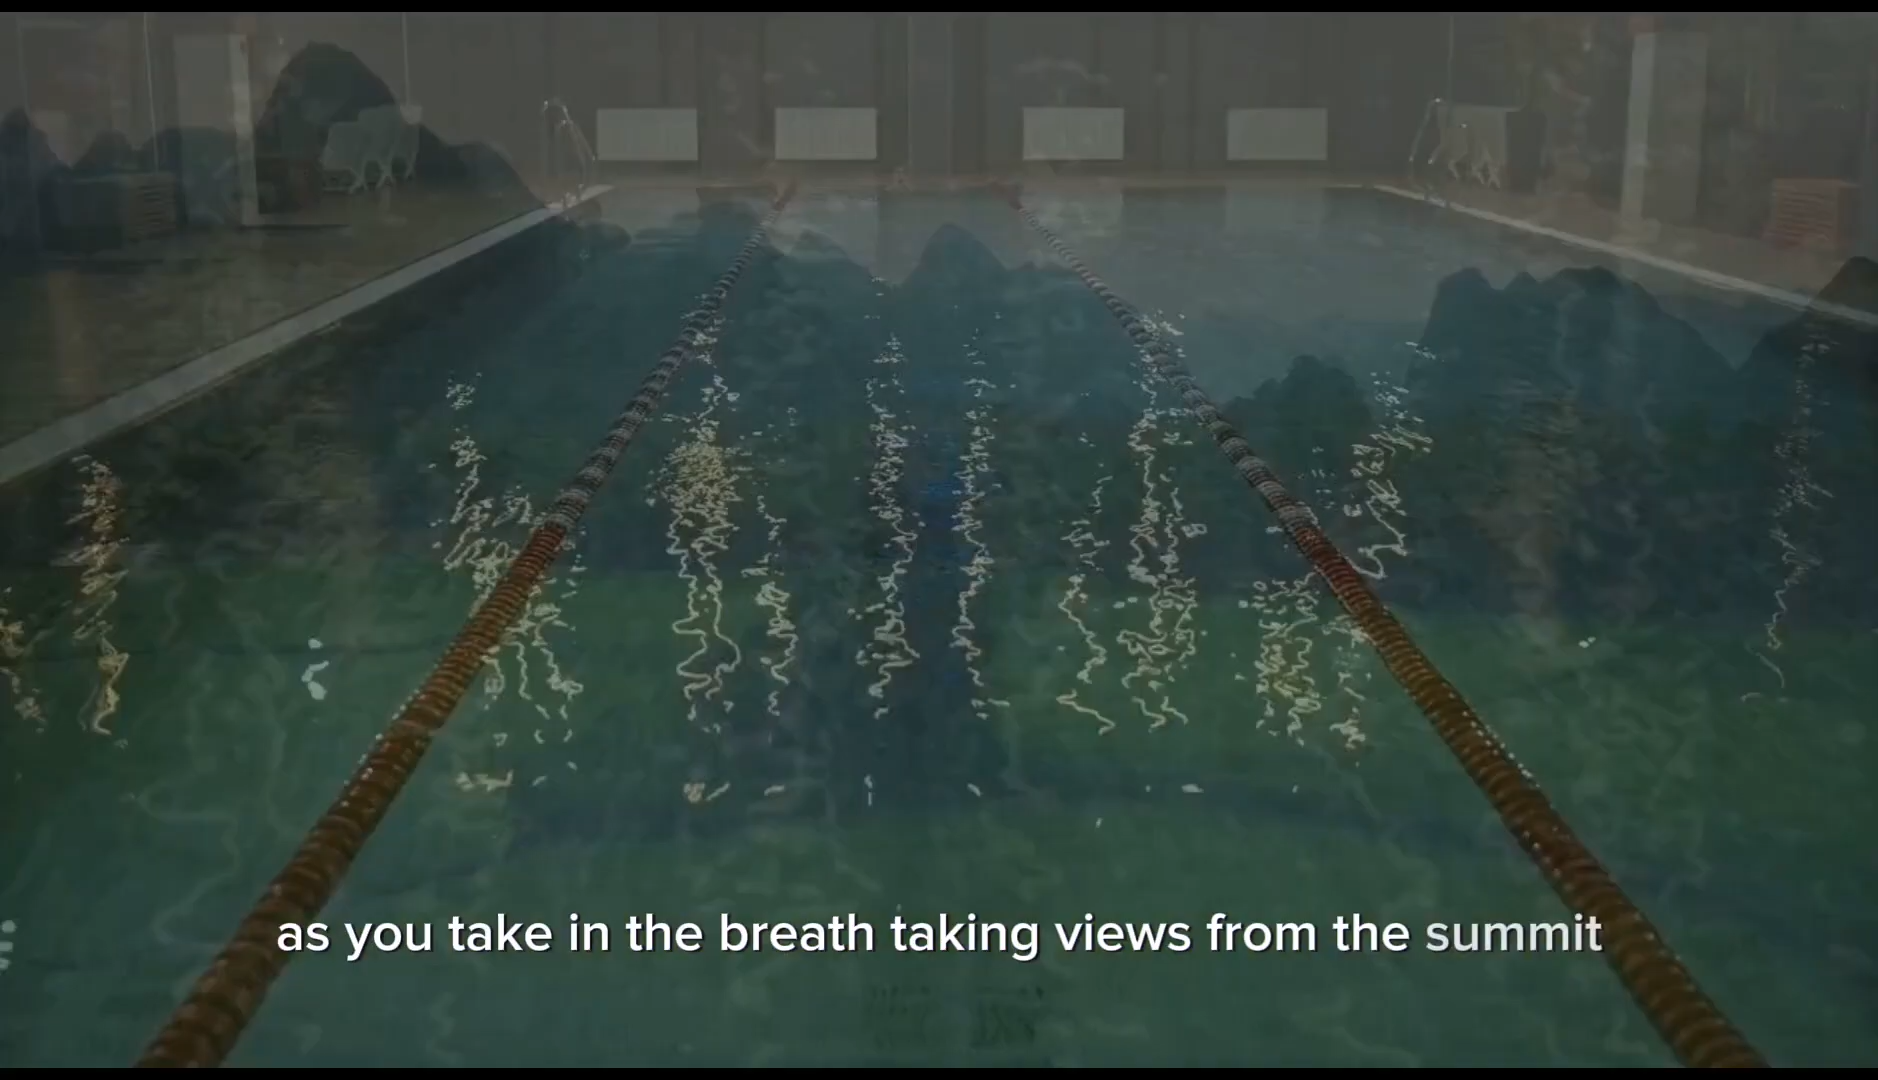 as you take in the breath taking views from the summit